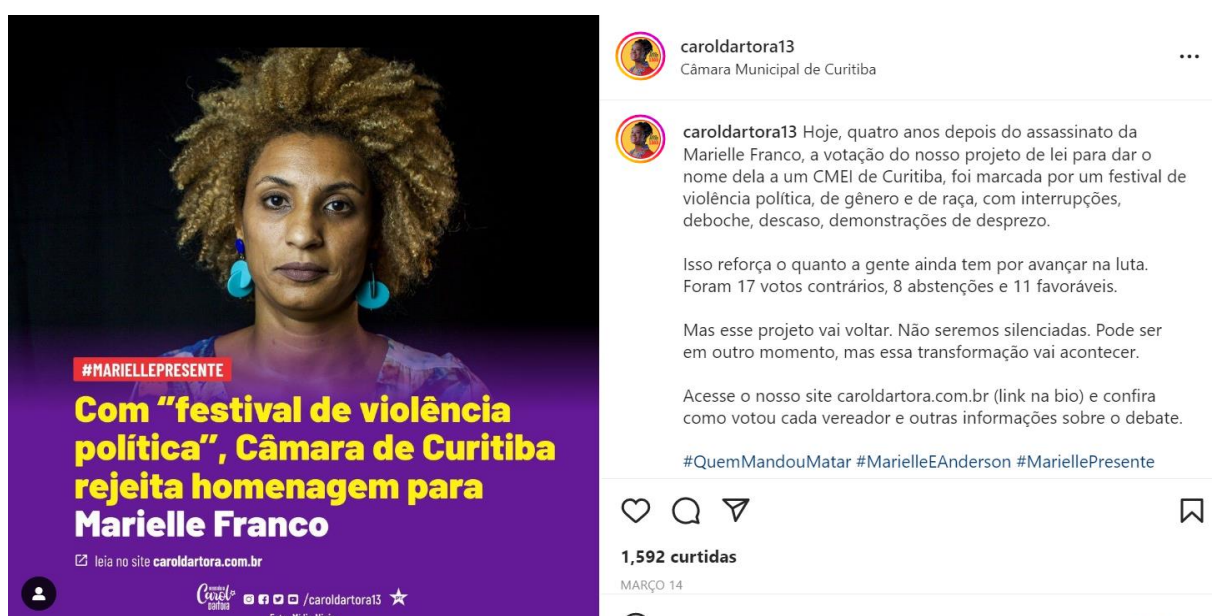 #MARIELLEPRESENTE
Com "festival de violência
política", Câmara de Curitiba
rejeita homenagem para
Marielle Franco
leia no site caroldartora.com.br
Carol
Dartora
/caroldartora13
caroldartora13
Câmara Municipal de Curitiba
caroldartora13 Hoje, quatro anos depois do assassinato da
Marielle Franco, a votação do nosso projeto de lei para dar o
nome dela a um CMEI de Curitiba, foi marcada por um festival de
violência política, de gênero e de raça, com interrupções,
deboche, descaso, demonstrações de desprezo.
Isso reforça o quanto a gente ainda tem por avançar na luta.
Foram 17 votos contrários, 8 abstenções e 11 favoráveis.
Mas esse projeto vai voltar. Não seremos silenciadas. Pode ser
em outro momento, mas essa transformação vai acontecer.
Acesse o nosso site caroldartora.com.br (link na bio) e confira
como votou cada vereador e outras informações sobre o debate.
#QuemMandouMatar #MarielleEAnderson #MariellePresente
1,592 curtidas
MARÇO 14